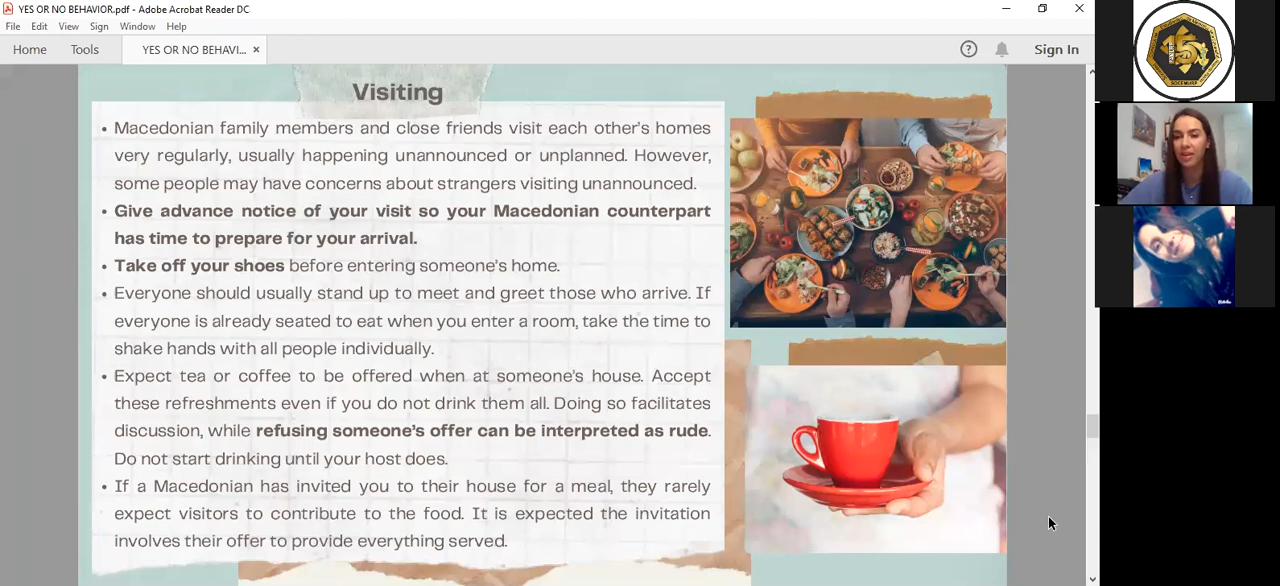 YES OR NO BEHAVIOR.pdf - Adobe Acrobat Reader DC
File Edit View Sign Window Help
Home Tools YES OR NO BEHAVI... × Sign In
Visiting
• Macedonian family members and close friends visit each other's homes
very regularly, usually happening unannounced or unplanned. However,
some people may have concerns about strangers visiting unannounced.
• Give advance notice of your visit so your Macedonian counterpart
has time to prepare for your arrival.
• Take off your shoes before entering someone's home.
• Everyone should usually stand up to meet and greet those who arrive. If
everyone is already seated to eat when you enter a room, take the time to
shake hands with all people individually.
• Expect tea or coffee to be offered when at someone's house. Accept
these refreshments even if you do not drink them all. Doing so facilitates
discussion, while refusing someone's offer can be interpreted as rude.
Do not start drinking until your host does.
• If a Macedonian has invited you to their house for a meal, they rarely
expect visitors to contribute to the food. It is expected the invitation
involves their offer to provide everything served.
15